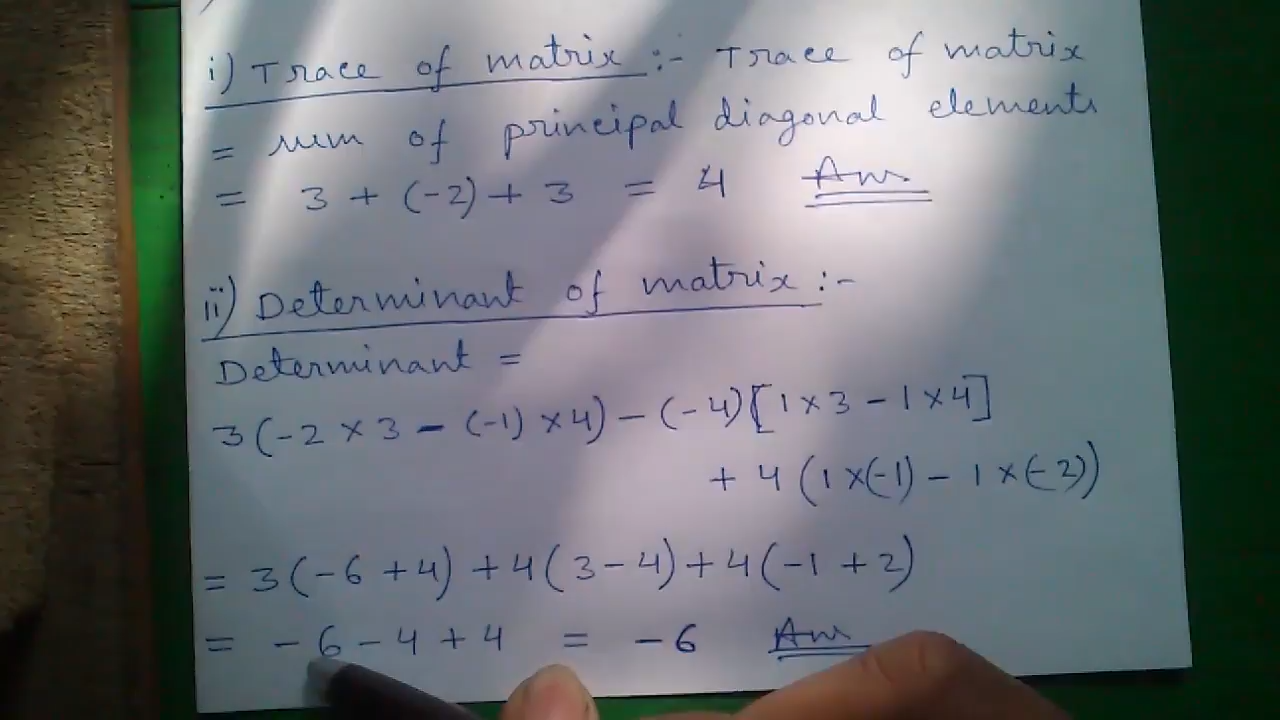 i) Trace of matrix :- Trace of matrix
= sum of principal diagonal elements
= 3 + (-2) + 3 = 4 Ans
ii) Determinant of matrix :-
Determinant =
3(-2 × 3 - (-1) × 4) - (-4)[1 × 3 - 1 × 4]
+ 4 (1 × (-1) - 1 × (-2))
= 3(-6 + 4) + 4(3 - 4) + 4(-1 + 2)
= -6 - 4 + 4 = -6 Ans